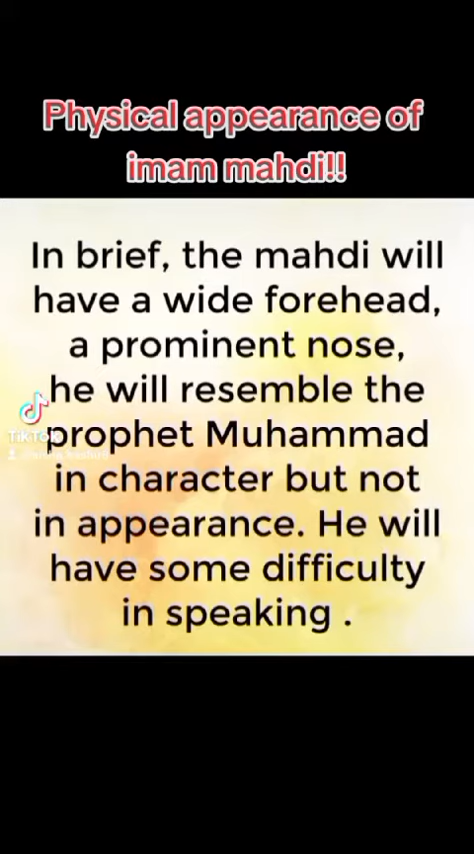 Physical appearance of
imam mahdi!!
In brief, the mahdi will
have a wide forehead,
a prominent nose,
he will resemble the
prophet Muhammad
in character but not
in appearance. He will
have some difficulty
in speaking .
TikTok